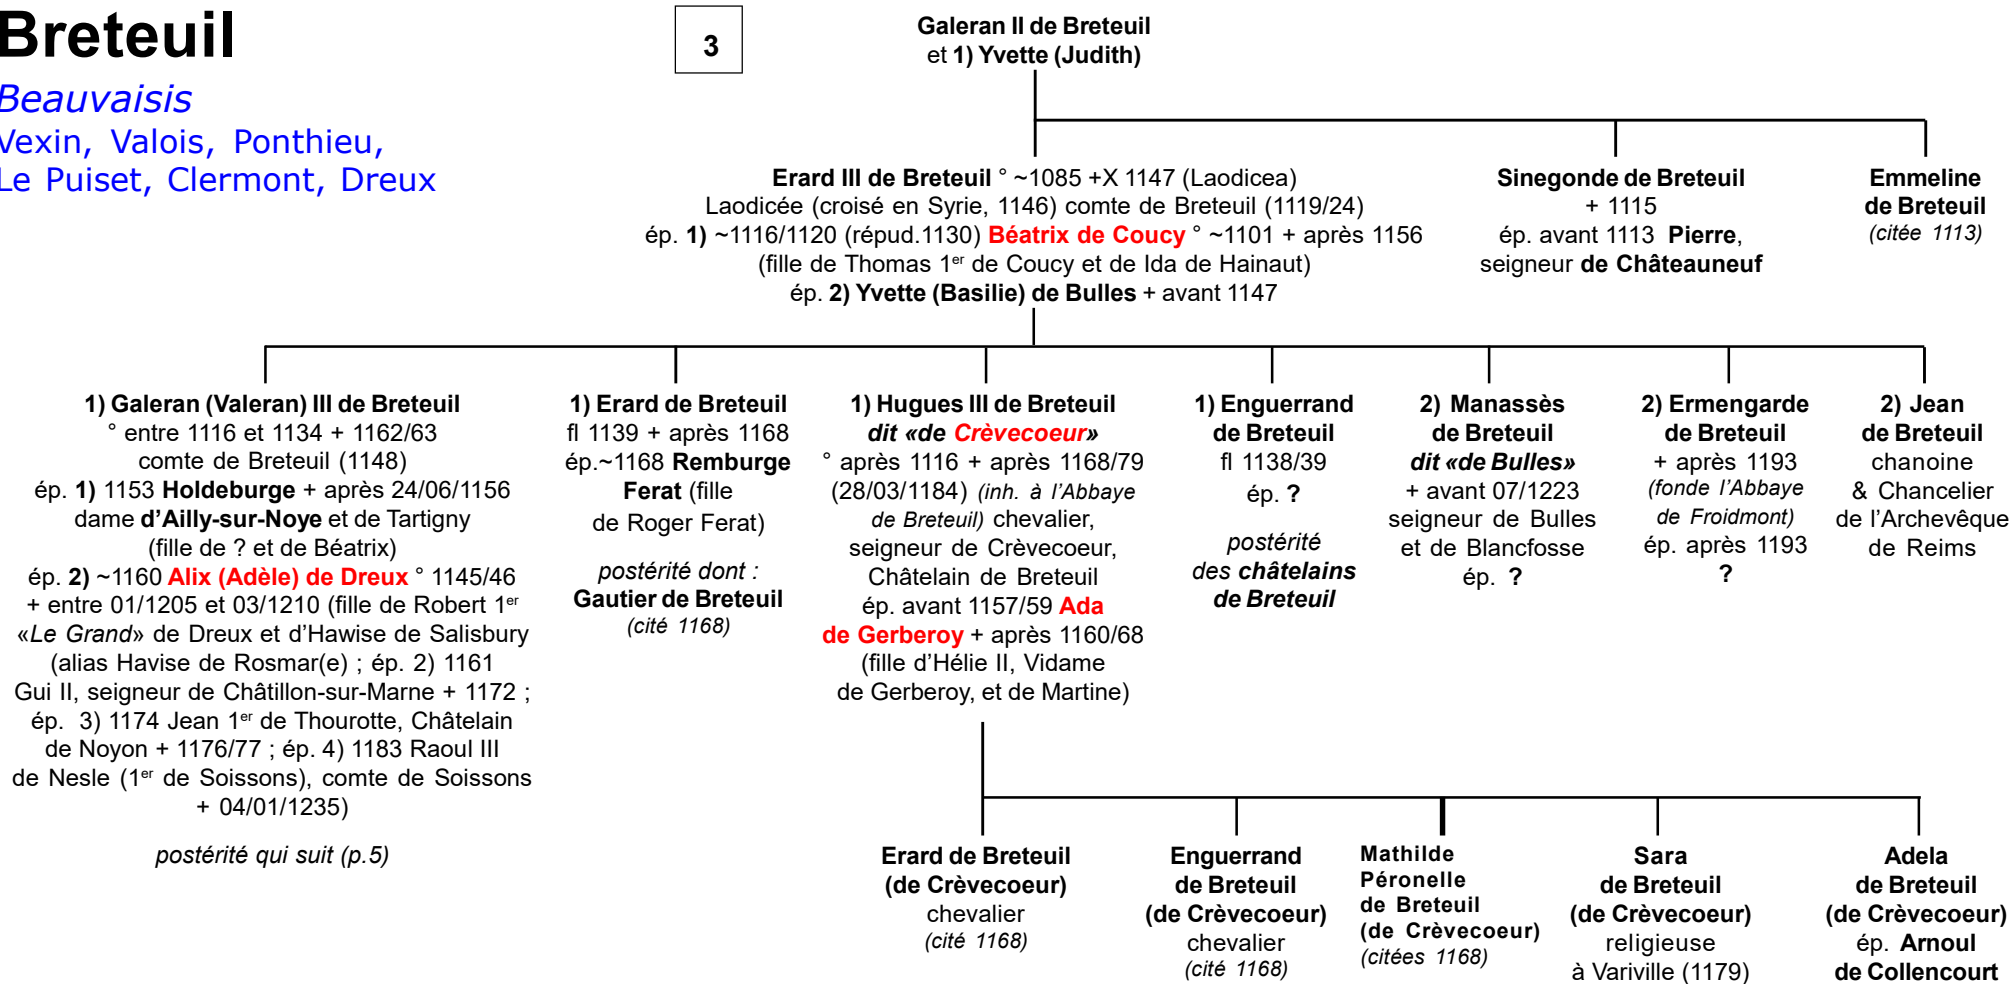 Breteuil
Beauvaisis
Vexin, Valois, Ponthieu,
Le Puiset, Clermont, Dreux
3
Galeran II de Breteuil
et 1) Yvette (Judith)
Erard III de Breteuil ° ~1085 +X 1147 (Laodicea)
Laodicée (croisé en Syrie, 1146) comte de Breteuil (1119/24)
ép. 1) ~1116/1120 (répud.1130) Béatrix de Coucy ° ~1101 + après 1156
(fille de Thomas 1er de Coucy et de Ida de Hainaut)
ép. 2) Yvette (Basilie) de Bulles + avant 1147
Sinegonde de Breteuil
+ 1115
ép. avant 1113 Pierre,
seigneur de Châteauneuf
Emmeline
de Breteuil
(citée 1113)
1) Galeran (Valeran) III de Breteuil
° entre 1116 et 1134 + 1162/63
comte de Breteuil (1148)
ép. 1) 1153 Holdeburge + après 24/06/1156
dame d'Ailly-sur-Noye et de Tartigny
(fille de ? et de Béatrix)
ép. 2) ~1160 Alix (Adèle) de Dreux ° 1145/46
+ entre 01/1205 et 03/1210 (fille de Robert 1er
«Le Grand» de Dreux et d'Hawise de Salisbury
(alias Havise de Rosmar(e) ; ép. 2) 1161
Gui II, seigneur de Châtillon-sur-Marne + 1172 ;
ép. 3) 1174 Jean 1er de Thourotte, Châtelain
de Noyon + 1176/77 ; ép. 4) 1183 Raoul III
de Nesle (1er de Soissons), comte de Soissons
+ 04/01/1235)
postérité qui suit (p.5)
1) Erard de Breteuil
fl 1139 + après 1168
ép.~1168 Remburge
Ferat (fille
de Roger Ferat)
postérité dont :
Gautier de Breteuil
(cité 1168)
1) Hugues III de Breteuil
dit «de Crèvecoeur»
° après 1116 + après 1168/79
(28/03/1184) (inh. à l'Abbaye
de Breteuil) chevalier,
seigneur de Crèvecoeur,
Châtelain de Breteuil
ép. avant 1157/59 Ada
de Gerberoy + après 1160/68
(fille d'Hélie II, Vidame
de Gerberoy, et de Martine)
1) Enguerrand
de Breteuil
fl 1138/39
ép. ?
postérité
des châtelains
de Breteuil
2) Manassès
de Breteuil
dit «de Bulles»
+ avant 07/1223
seigneur de Bulles
et de Blancfosse
ép. ?
2) Ermengarde
de Breteuil
+ après 1193
(fonde l'Abbaye
de Froidmont)
ép. après 1193
?
2) Jean
de Breteuil
chanoine
& Chancelier
de l'Archevêque
de Reims
Erard de Breteuil
(de Crèvecoeur)
chevalier
(cité 1168)
Enguerrand
de Breteuil
(de Crèvecoeur)
chevalier
(cité 1168)
Mathilde
Péronelle
de Breteuil
(de Crèvecoeur)
(citées 1168)
Sara
de Breteuil
(de Crèvecoeur)
religieuse
à Variville (1179)
Adela
de Breteuil
(de Crèvecoeur)
ép. Arnoul
de Collencourt